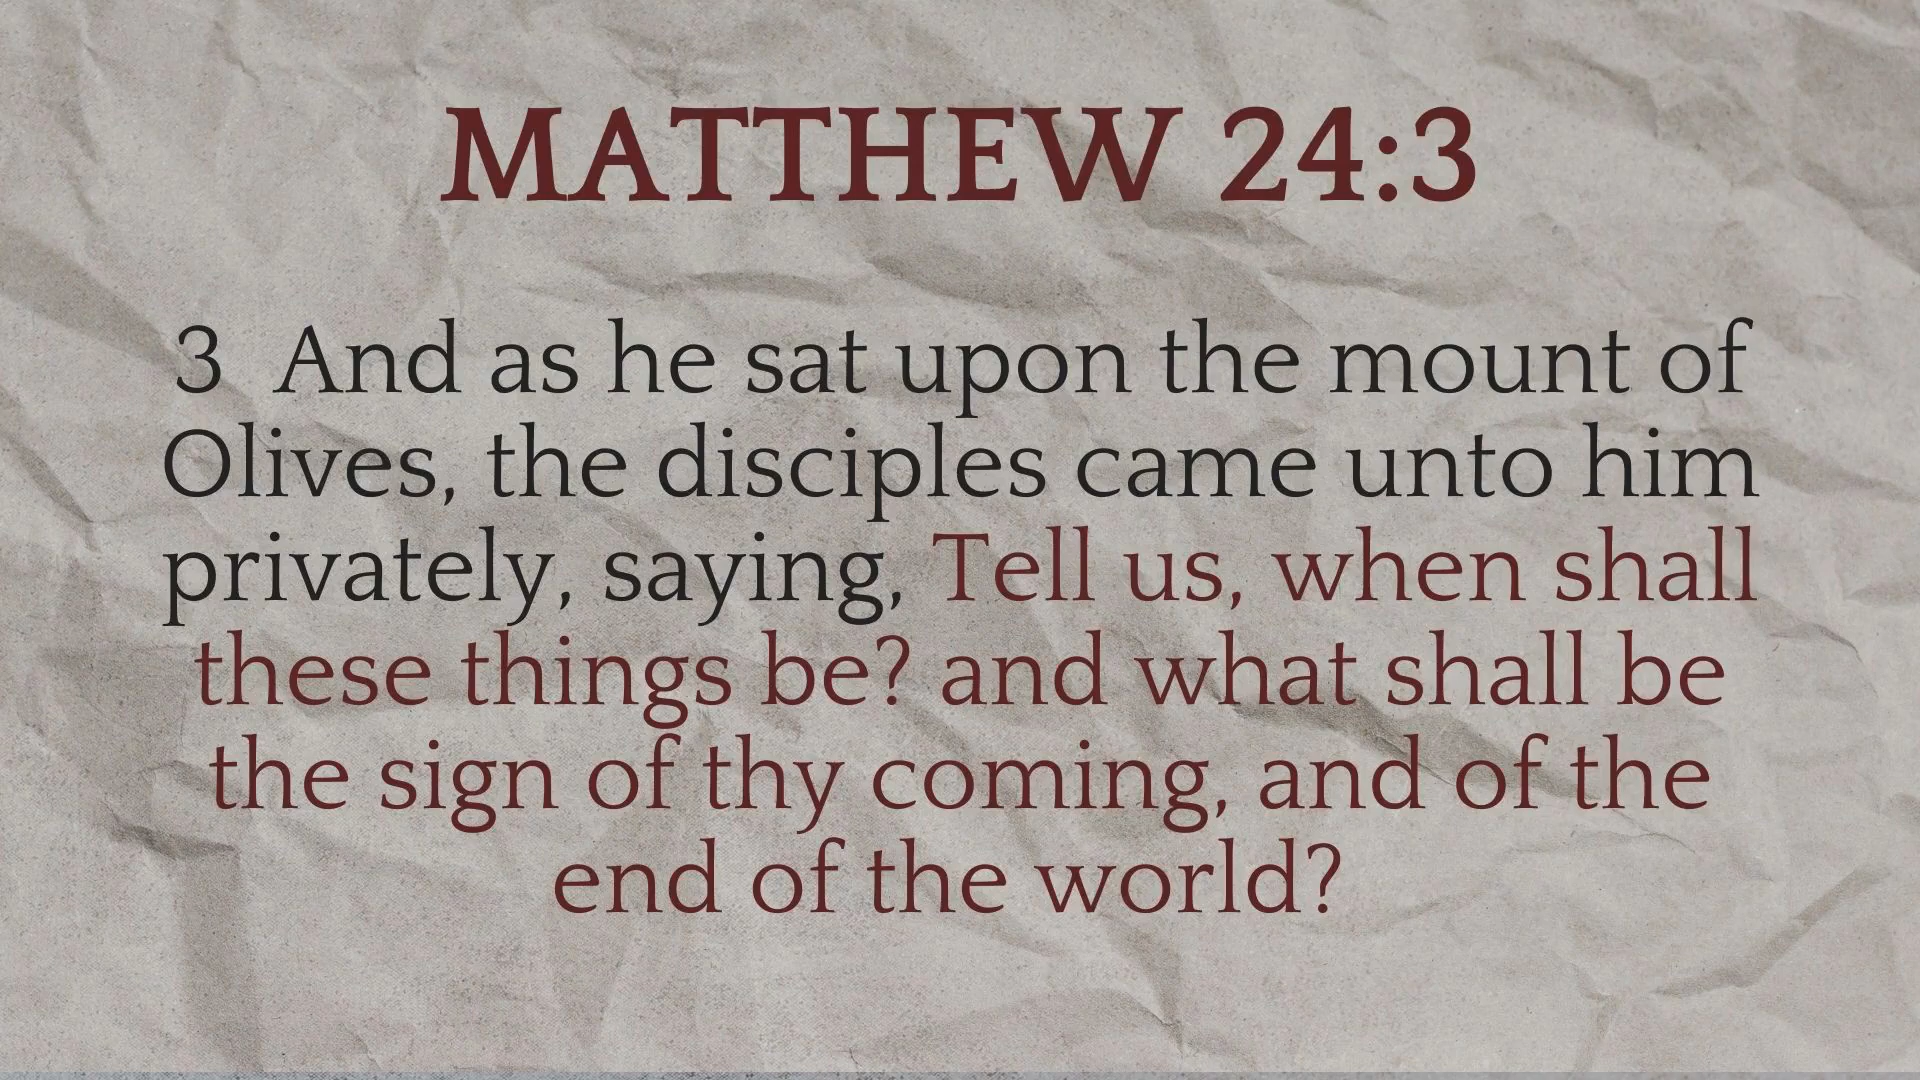 MATTHEW 24:3
3 And as he sat upon the mount of
Olives, the disciples came unto him
privately, saying, Tell us, when shall
these things be? and what shall be
the sign of thy coming, and of the
end of the world?